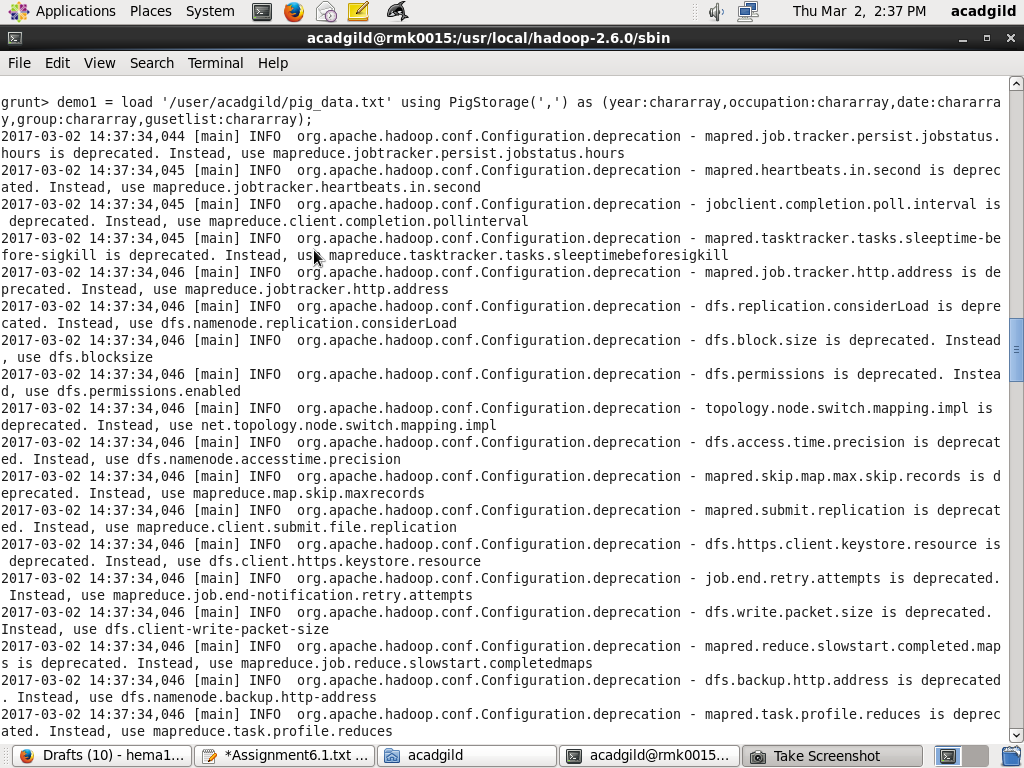 Applications Places System Thu Mar 2, 2:37 PM acadgild
acadgild@rmk0015:/usr/local/hadoop-2.6.0/sbin
File Edit View Search Terminal Help
grunt> demo1 = load '/user/acadgild/pig_data.txt' using PigStorage(',') as (year:chararray,occupation:chararray,date:chararra
y,group:chararray,gusetlist:chararray);
2017-03-02 14:37:34,044 [main] INFO  org.apache.hadoop.conf.Configuration.deprecation - mapred.job.tracker.persist.jobstatus.
hours is deprecated. Instead, use mapreduce.jobtracker.persist.jobstatus.hours
2017-03-02 14:37:34,045 [main] INFO  org.apache.hadoop.conf.Configuration.deprecation - mapred.heartbeats.in.second is deprec
ated. Instead, use mapreduce.jobtracker.heartbeats.in.second
2017-03-02 14:37:34,045 [main] INFO  org.apache.hadoop.conf.Configuration.deprecation - jobclient.completion.poll.interval is
 deprecated. Instead, use mapreduce.client.completion.pollinterval
2017-03-02 14:37:34,045 [main] INFO  org.apache.hadoop.conf.Configuration.deprecation - mapred.tasktracker.tasks.sleeptime-be
fore-sigkill is deprecated. Instead, use mapreduce.tasktracker.tasks.sleeptimebeforesigkill
2017-03-02 14:37:34,046 [main] INFO  org.apache.hadoop.conf.Configuration.deprecation - mapred.job.tracker.http.address is de
precated. Instead, use mapreduce.jobtracker.http.address
2017-03-02 14:37:34,046 [main] INFO  org.apache.hadoop.conf.Configuration.deprecation - dfs.replication.considerLoad is depre
cated. Instead, use dfs.namenode.replication.considerLoad
2017-03-02 14:37:34,046 [main] INFO  org.apache.hadoop.conf.Configuration.deprecation - dfs.block.size is deprecated. Instead
, use dfs.blocksize
2017-03-02 14:37:34,046 [main] INFO  org.apache.hadoop.conf.Configuration.deprecation - dfs.permissions is deprecated. Instea
d, use dfs.permissions.enabled
2017-03-02 14:37:34,046 [main] INFO  org.apache.hadoop.conf.Configuration.deprecation - topology.node.switch.mapping.impl is
deprecated. Instead, use net.topology.node.switch.mapping.impl
2017-03-02 14:37:34,046 [main] INFO  org.apache.hadoop.conf.Configuration.deprecation - dfs.access.time.precision is deprecat
ed. Instead, use dfs.namenode.accesstime.precision
2017-03-02 14:37:34,046 [main] INFO  org.apache.hadoop.conf.Configuration.deprecation - mapred.skip.map.max.skip.records is d
eprecated. Instead, use mapreduce.map.skip.maxrecords
2017-03-02 14:37:34,046 [main] INFO  org.apache.hadoop.conf.Configuration.deprecation - mapred.submit.replication is deprecat
ed. Instead, use mapreduce.client.submit.file.replication
2017-03-02 14:37:34,046 [main] INFO  org.apache.hadoop.conf.Configuration.deprecation - dfs.https.client.keystore.resource is
 deprecated. Instead, use dfs.client.https.keystore.resource
2017-03-02 14:37:34,046 [main] INFO  org.apache.hadoop.conf.Configuration.deprecation - job.end.retry.attempts is deprecated.
 Instead, use mapreduce.job.end-notification.retry.attempts
2017-03-02 14:37:34,046 [main] INFO  org.apache.hadoop.conf.Configuration.deprecation - dfs.write.packet.size is deprecated.
Instead, use dfs.client-write-packet-size
2017-03-02 14:37:34,046 [main] INFO  org.apache.hadoop.conf.Configuration.deprecation - mapred.reduce.slowstart.completed.map
s is deprecated. Instead, use mapreduce.job.reduce.slowstart.completedmaps
2017-03-02 14:37:34,046 [main] INFO  org.apache.hadoop.conf.Configuration.deprecation - dfs.backup.http.address is deprecated
. Instead, use dfs.namenode.backup.http-address
2017-03-02 14:37:34,046 [main] INFO  org.apache.hadoop.conf.Configuration.deprecation - mapred.task.profile.reduces is deprec
ated. Instead, use mapreduce.task.profile.reduces
Drafts (10) - hema1... *Assignment6.1.txt ... acadgild acadgild@rmk0015... Take Screenshot